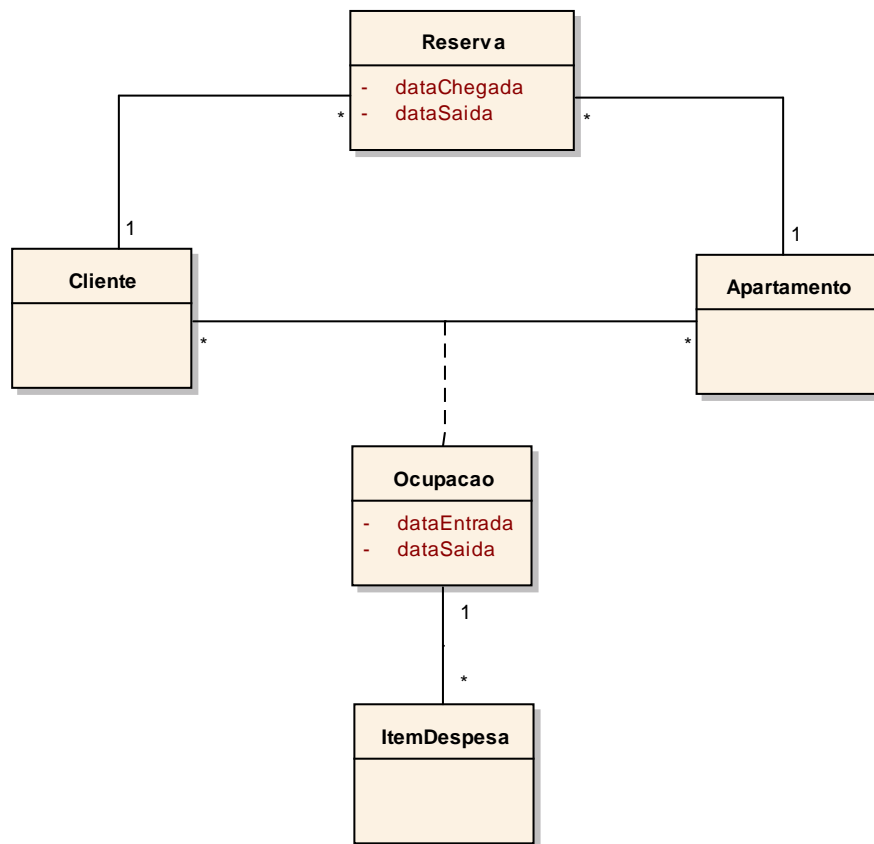 Reserva
- dataChegada
- dataSaida
*
*
1
1
Cliente
Apartamento
*
*
Ocupacao
- dataEntrada
- dataSaida
1
*
ItemDespesa